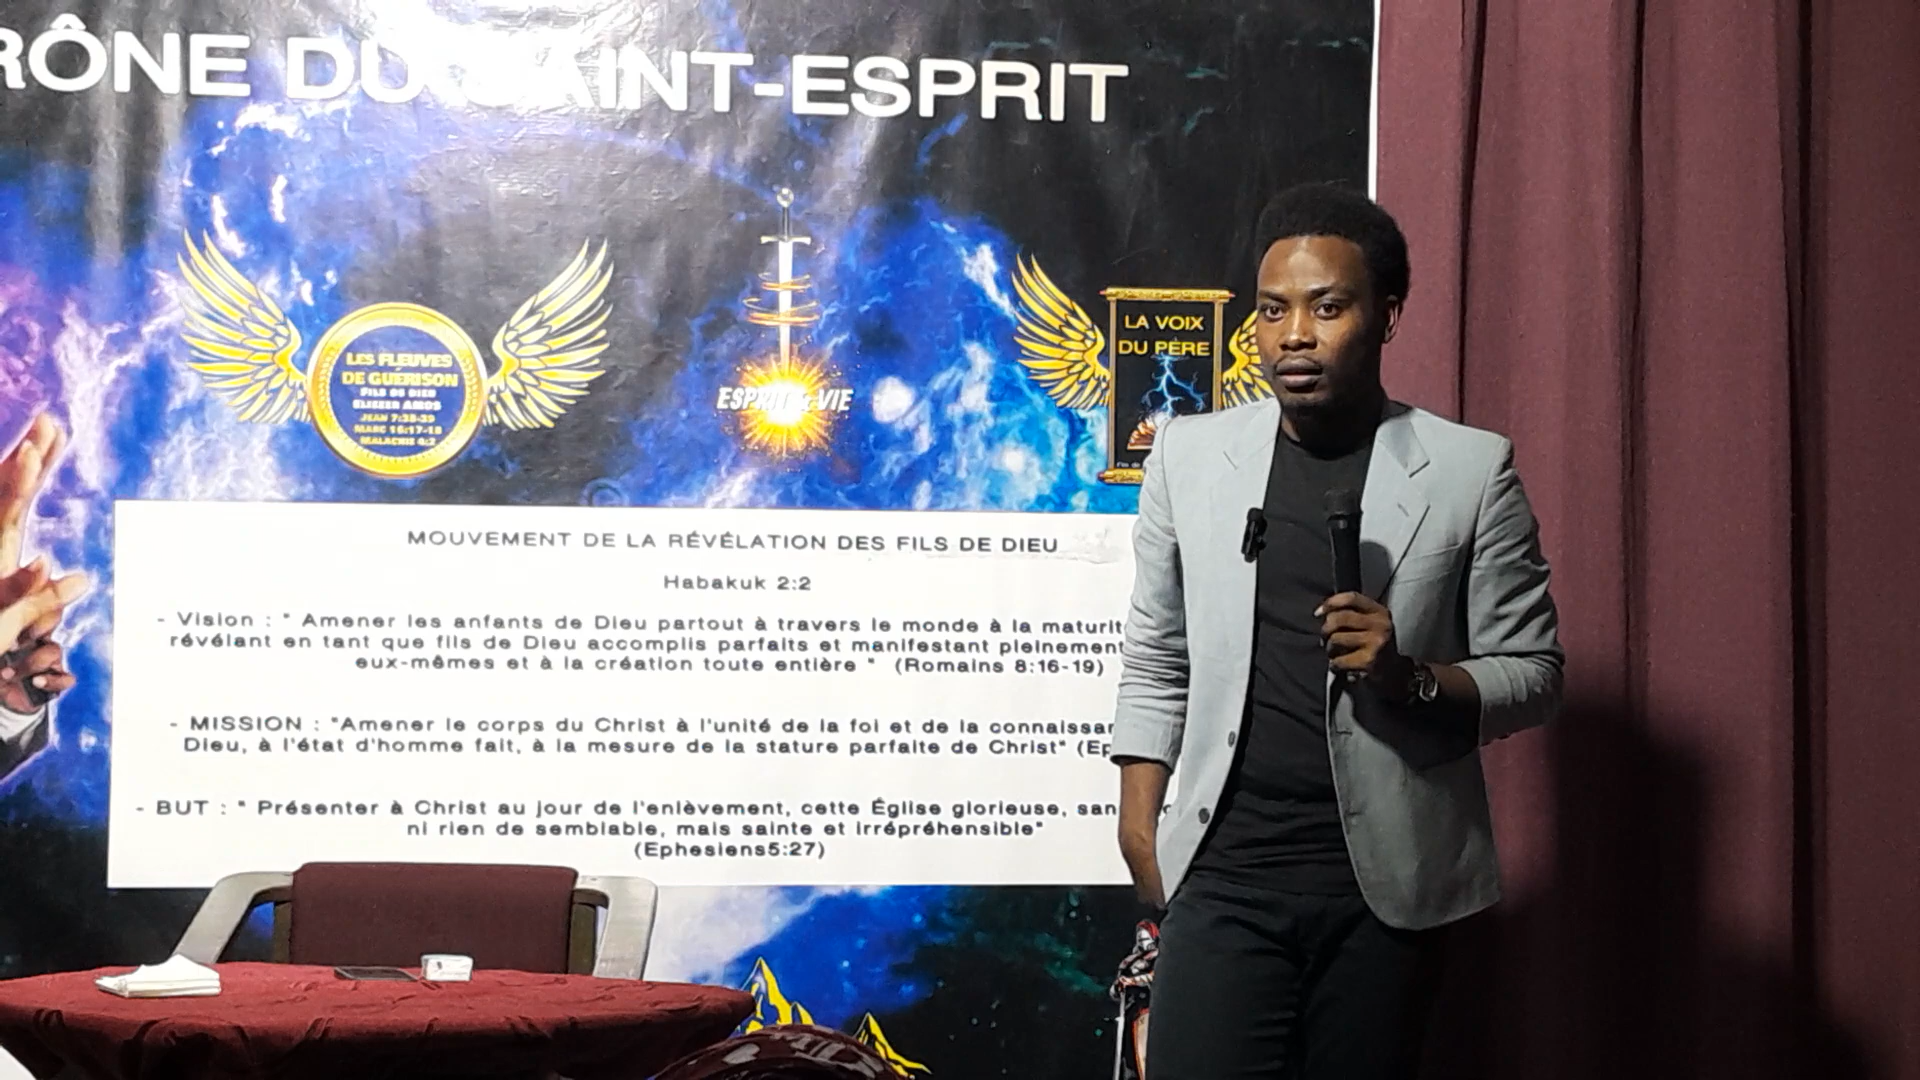 RÔNE DU SAINT-ESPRIT
LES FLEUVES
DE GUÉRISON
FILS DE DIEU
ELIEZER AMOS
JEAN 7:38-39
MARC 16:17-18
MALACHIE 4:2
ESPRIT & VIE
LA VOIX
DU PÈRE
MOUVEMENT DE LA RÉVÉLATION DES FILS DE DIEU
Habakuk 2:2
- Vision : " Amener les anfants de Dieu partout à travers le monde à la maturit
révélant en tant que fils de Dieu accomplis parfaits et manifestant pleinement
eux-mêmes et à la création toute entière " (Romains 8:16-19)
- MISSION : "Amener le corps du Christ à l'unité de la foi et de la connaissan
Dieu, à l'état d'homme fait, à la mesure de la stature parfaite de Christ" (Ep
- BUT : " Présenter à Christ au jour de l'enlèvement, cette Église glorieuse, san
ni rien de semblable, mais sainte et irrépréhensible"
(Ephesiens5:27)